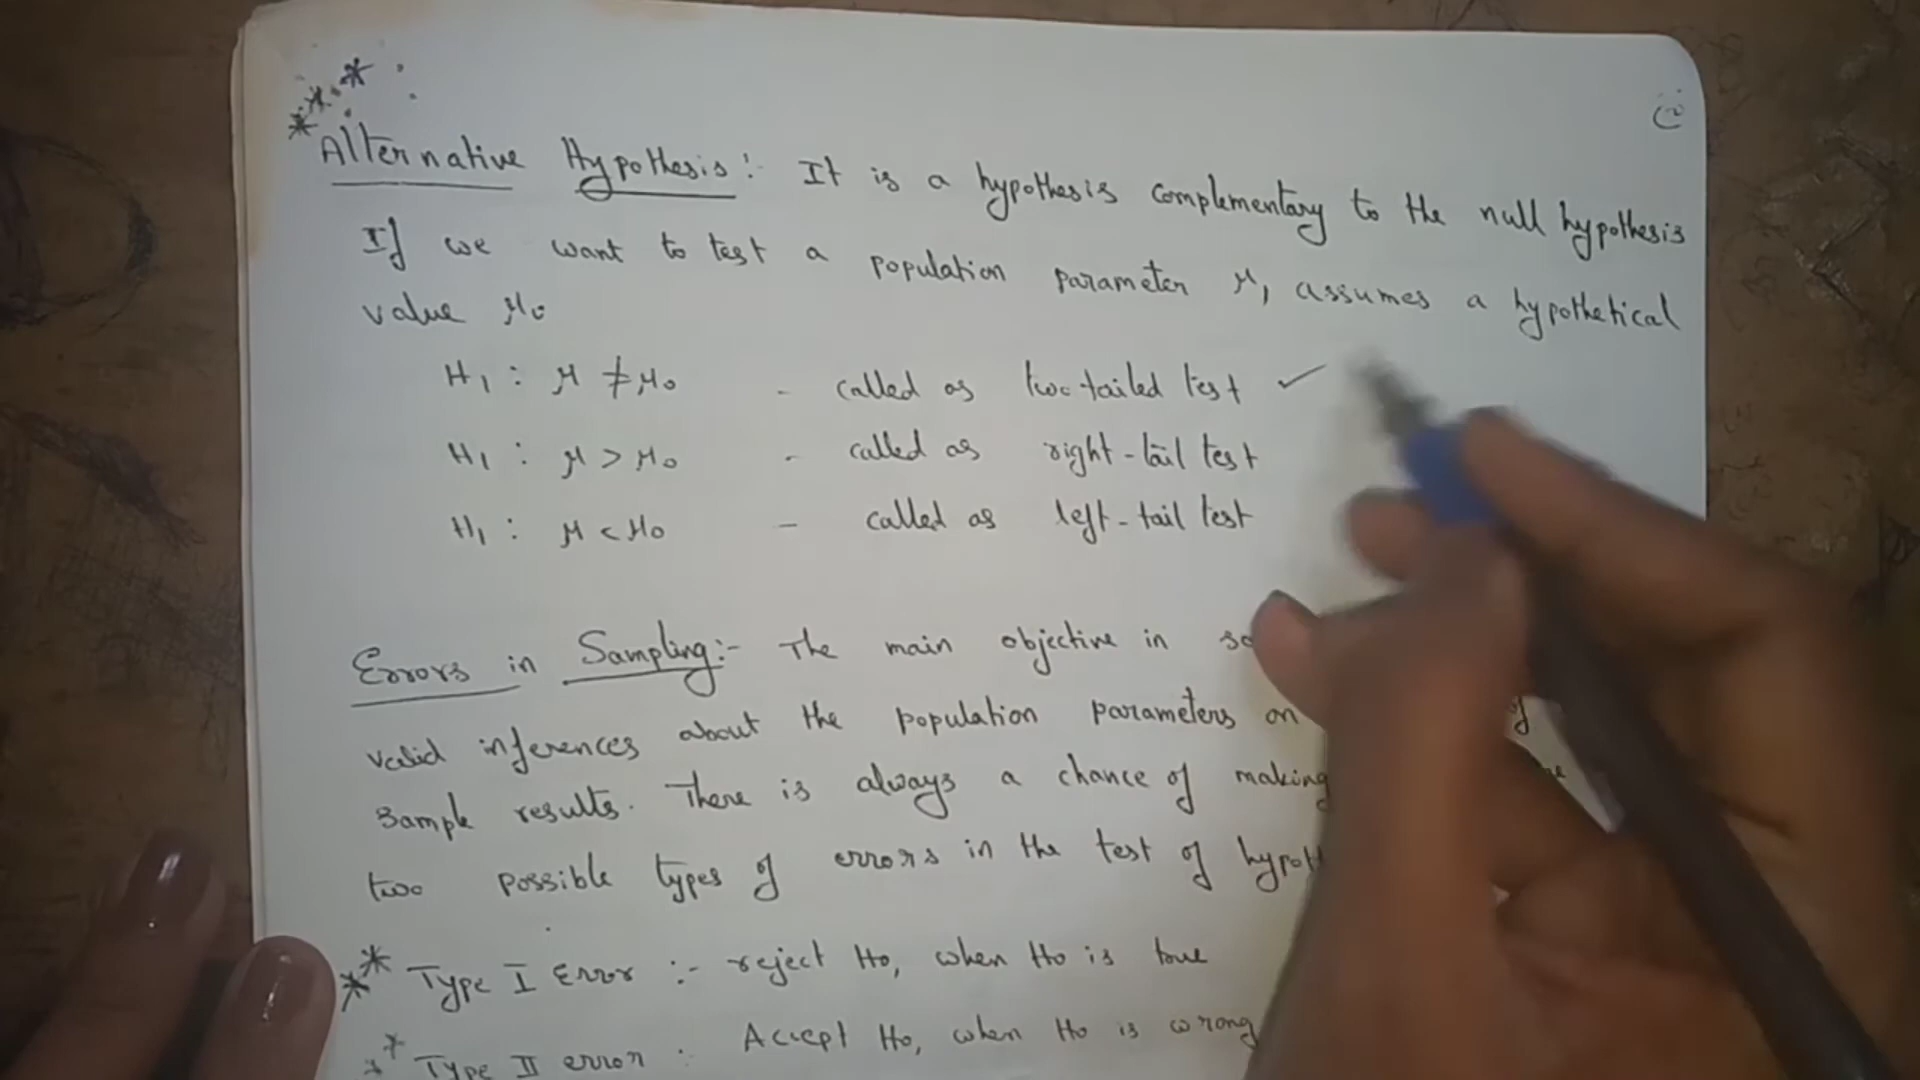 Alternative Hypothesis:- It is a hypothesis complementary to the null hypothesis
If we want to test a population parameter μ, assumes a hypothetical
value μ0
H1 : μ ≠ μ0 - called as two tailed test ✓
H1 : μ > μ0 - called as right-tail test
H1 : μ < μ0 - called as left-tail test
Errors in Sampling:- The main objective in
valid inferences about the population parameters on
sample results. There is always a chance of making
two possible types of errors in the test of
** Type I Error :- reject H0, when H0 is true
** Type II error : Accept H0, when H0 is wrong